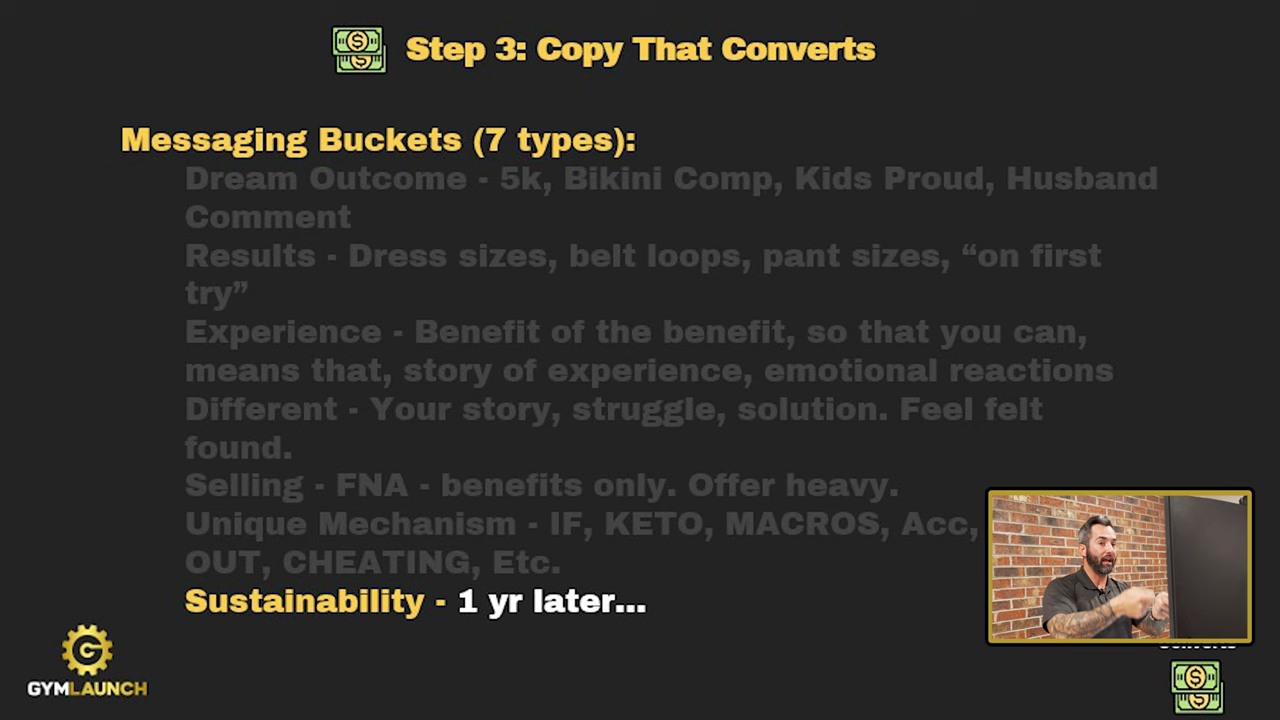 Step 3: Copy That Converts
Messaging Buckets (7 types):
Dream Outcome - 5k, Bikini Comp, Kids Proud, Husband
Comment
Results - Dress sizes, belt loops, pant sizes, “on first
try”
Experience - Benefit of the benefit, so that you can,
means that, story of experience, emotional reactions
Different - Your story, struggle, solution. Feel felt
found.
Selling - FNA - benefits only. Offer heavy.
Unique Mechanism - IF, KETO, MACROS, Acc,
OUT, CHEATING, Etc.
Sustainability - 1 yr later...
GYMLAUNCH